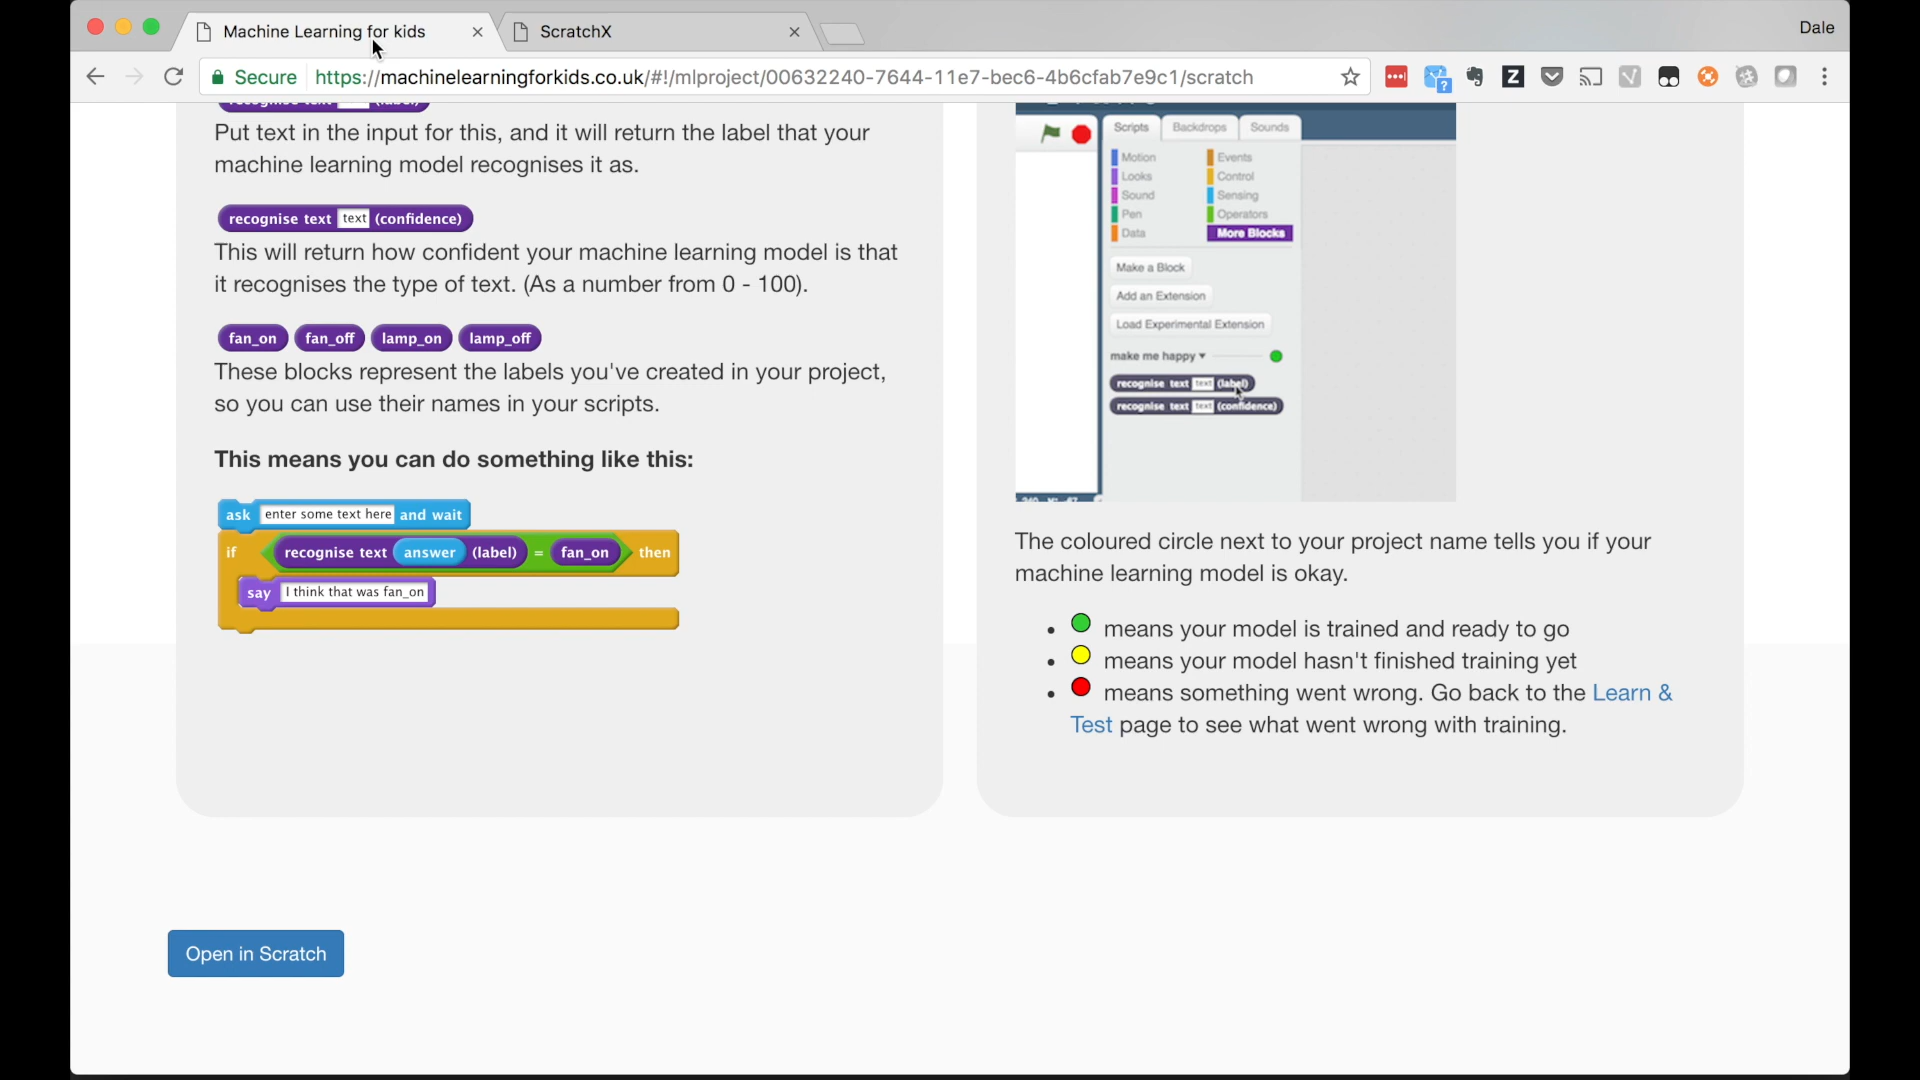 Machine Learning for kids
ScratchX
Dale
Secure
https://machinelearningforkids.co.uk/#!/mlproject/00632240-7644-11e7-bec6-4b6cfab7e9c1/scratch
Put text in the input for this, and it will return the label that your
machine learning model recognises it as.
recognise text text (confidence)
This will return how confident your machine learning model is that
it recognises the type of text. (As a number from 0 - 100).
fan_on fan_off lamp_on lamp_off
These blocks represent the labels you've created in your project,
so you can use their names in your scripts.
This means you can do something like this:
ask enter some text here and wait
if recognise text answer (label) = fan_on then
say I think that was fan_on
Open in Scratch
Scripts Backdrops Sounds
Motion Events
Looks Control
Sound Sensing
Pen Operators
Data More Blocks
Make a Block
Add an Extension
Load Experimental Extension
make me happy
recognise text text (label)
recognise text text (confidence)
The coloured circle next to your project name tells you if your
machine learning model is okay.
• means your model is trained and ready to go
• means your model hasn't finished training yet
• means something went wrong. Go back to the Learn &
Test page to see what went wrong with training.